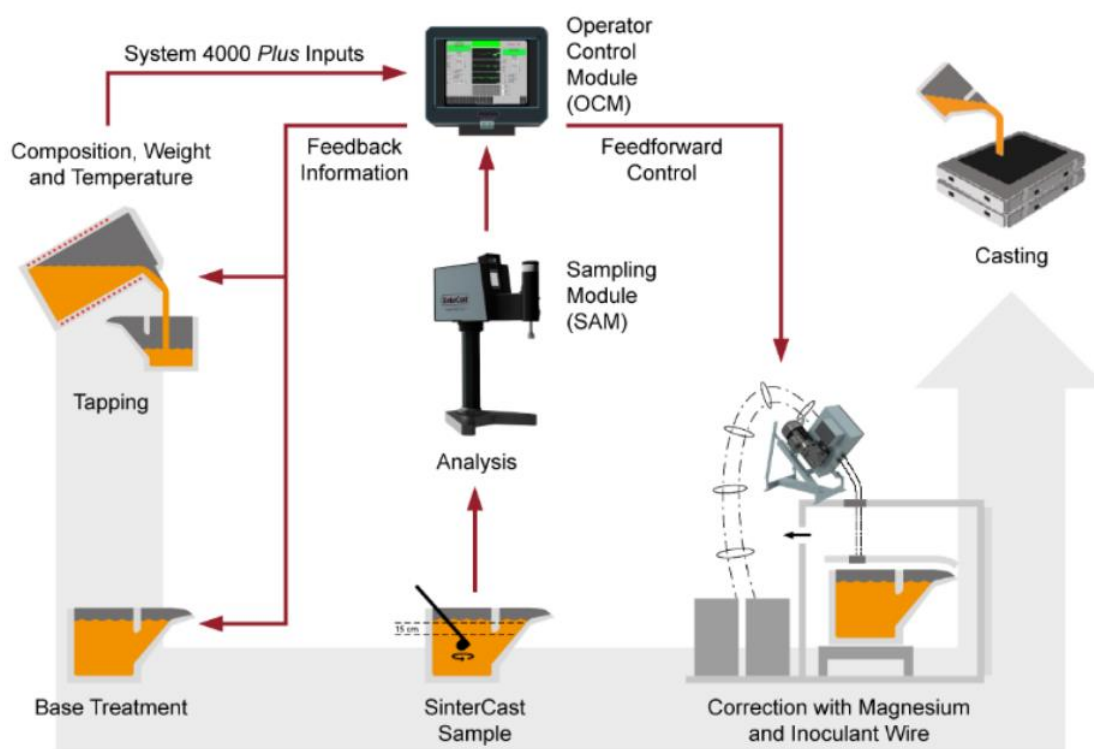 System 4000 Plus Inputs
Operator
Control
Module
(OCM)
Composition, Weight
and Temperature
Feedback
Information
Feedforward
Control
Sampling
Module
(SAM)
SinterCast
Casting
Tapping
Analysis
15 cm
Base Treatment
SinterCast
Sample
Correction with Magnesium
and Inoculant Wire